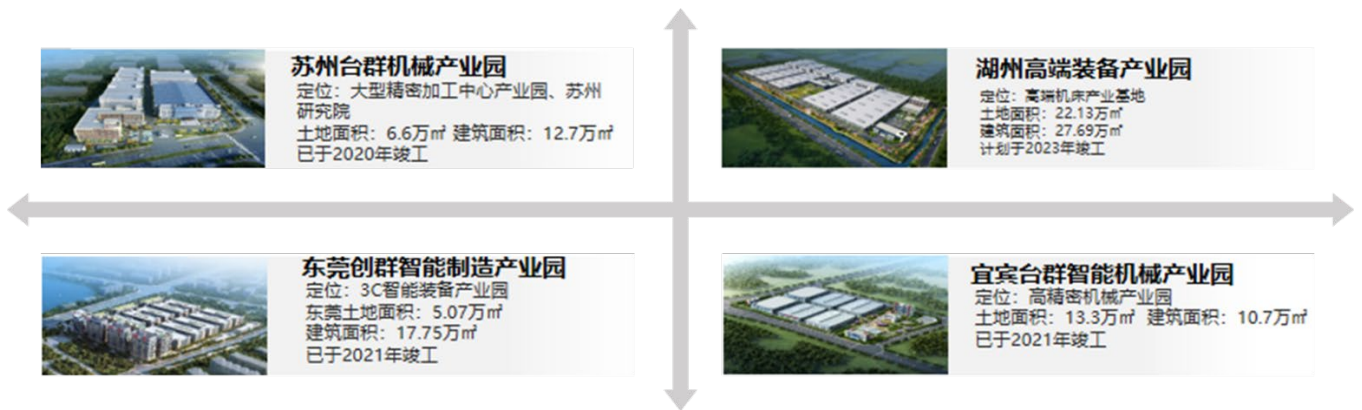 苏州台群机械产业园
定位：大型精密加工中心产业园、苏州
研究院
土地面积：6.6万㎡ 建筑面积：12.7万㎡
已于2020年竣工
湖州高端装备产业园
定位：高端机床产业基地
土地面积：22.13万㎡
建筑面积：27.69万㎡
计划于2023年竣工
东莞创群智能制造产业园
定位：3C智能装备产业园
东莞土地面积：5.07万㎡
建筑面积：17.75万㎡
已于2021年竣工
宜宾台群智能机械产业园
定位：高精密机械产业园
土地面积：13.3万㎡ 建筑面积：10.7万㎡
已于2021年竣工